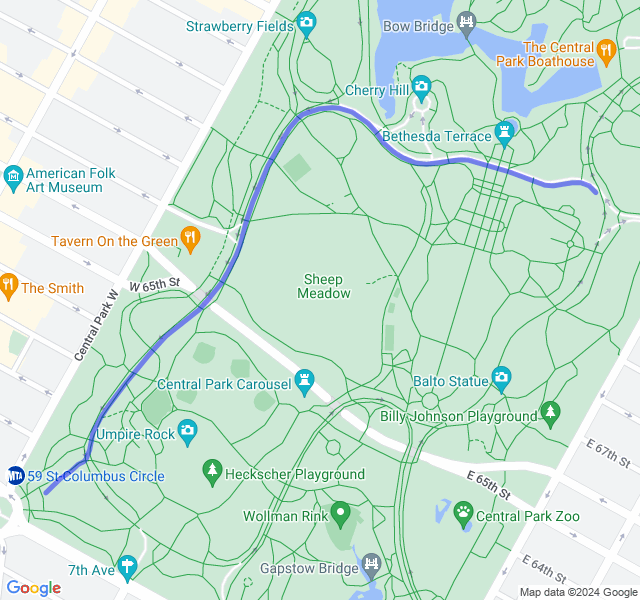 Strawberry Fields
Bow Bridge
The Central
Park Boathouse
Cherry Hill
Bethesda Terrace
American Folk
Art Museum
Tavern On the Green
The Smith
W 65th St
Central Park W
Sheep
Meadow
Central Park Carousel
Balto Statue
Billy Johnson Playground
Umpire Rock
E 67th St
MTA
59 St-Columbus Circle
Heckscher Playground
E 65th St
Wollman Rink
Central Park Zoo
7th Ave
Gapstow Bridge
E 64th St
Google
Map data ©2024 Google